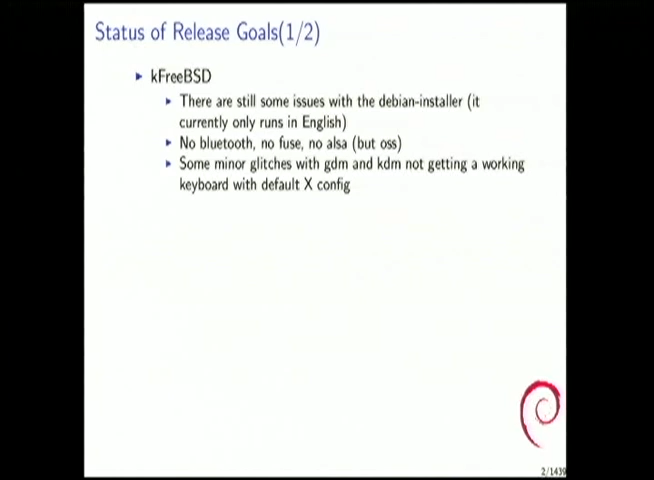 Status of Release Goals(1/2)
kFreeBSD
There are still some issues with the debian-installer (it
currently only runs in English)
No bluetooth, no fuse, no alsa (but oss)
Some minor glitches with gdm and kdm not getting a working
keyboard with default X config
2/1439